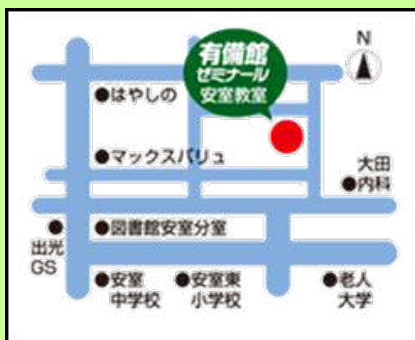 有備館
ゼミナール
安室教室
N
●はやしの
●マックスバリュ
大田
●内科
●図書館安室分室
●
出光
GS
●安室
中学校
●安室東
小学校
●老人
大学